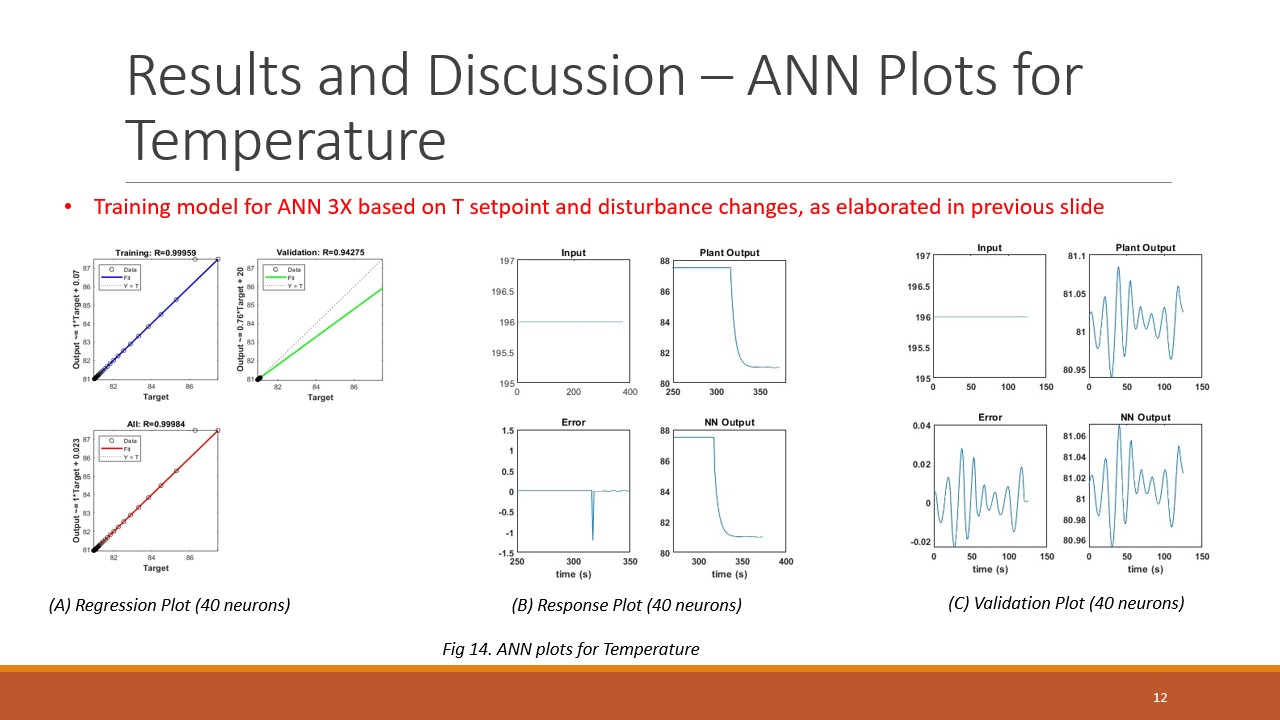 Results and Discussion – ANN Plots for
Temperature
• Training model for ANN 3X based on T setpoint and disturbance changes, as elaborated in previous slide
Training: R=0.99959
Output ~= 1*Target + 0.07
87
86
85
84
83
82
81
Data
Fit
Y = T
82 84 86
Target
Validation: R=0.94275
Output ~= 0.76*Target + 20
87
86
85
84
83
82
81
Data
Fit
Y = T
82 84 86
Target
All: R=0.99984
Output ~= 1*Target + 0.023
87
86
85
84
83
82
81
Data
Fit
Y = T
82 84 86
Target
(A) Regression Plot (40 neurons)
Input
197
196.5
196
195.5
195
0 200 400
Plant Output
88
86
84
82
80
250 300 350
Error
1.5
1
0.5
0
-0.5
-1
-1.5
250 300 350
time (s)
NN Output
88
86
84
82
80
300 350 400
time (s)
(B) Response Plot (40 neurons)
Input
197
196.5
196
195.5
195
0 50 100 150
Plant Output
81.1
81.05
81
80.95
0 50 100 150
Error
0.04
0.02
0
-0.02
0 50 100 150
time (s)
NN Output
81.06
81.04
81.02
81
80.98
80.96
0 50 100 150
time (s)
(C) Validation Plot (40 neurons)
Fig 14. ANN plots for Temperature
12